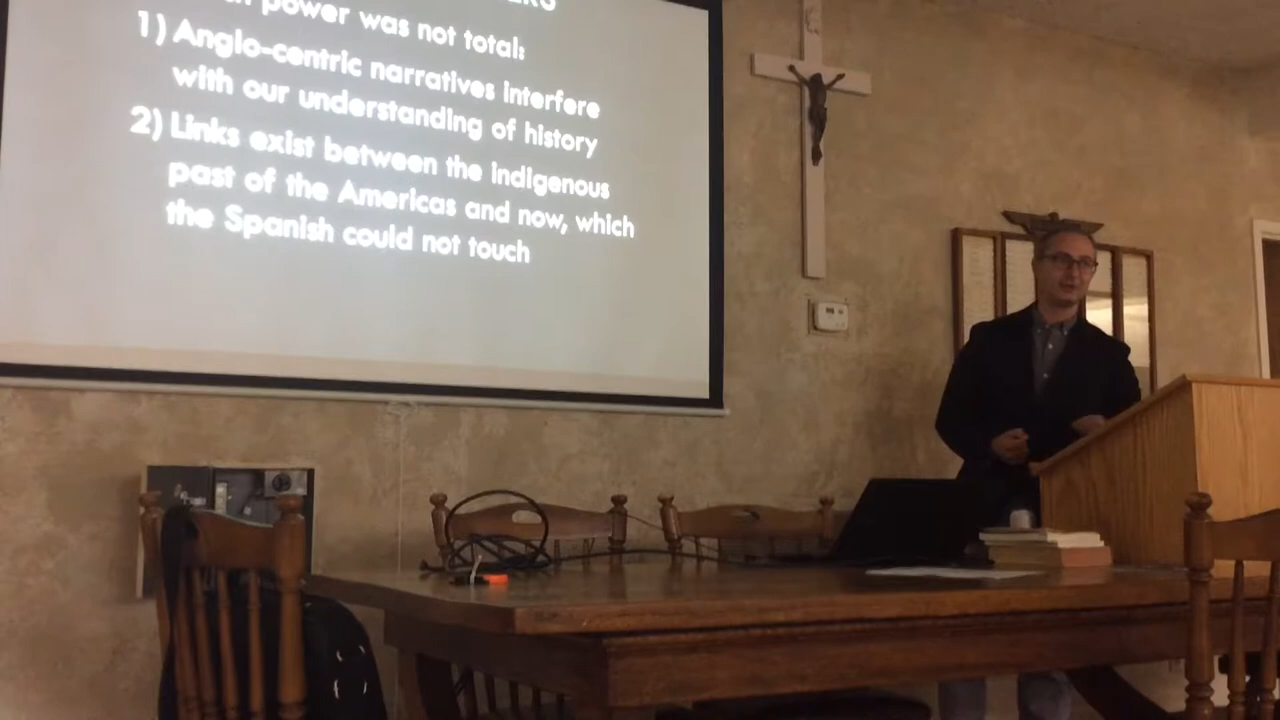 power was not total:
1) Anglo-centric narratives interfere
with our understanding of history
2) Links exist between the indigenous
past of the Americas and now, which
the Spanish could not touch